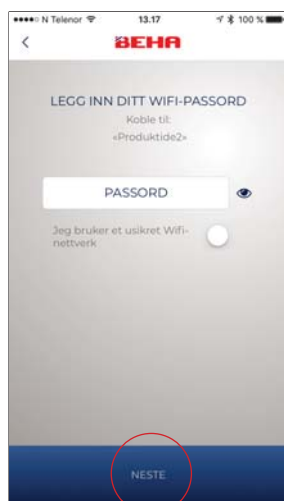 N Telenor 13.17 100 %
BEHA
LEGG INN DITT WIFI-PASSORD
Koble til:
«Produktide2»
PASSORD
Jeg bruker et usikret Wifi-
nettverk
NESTE